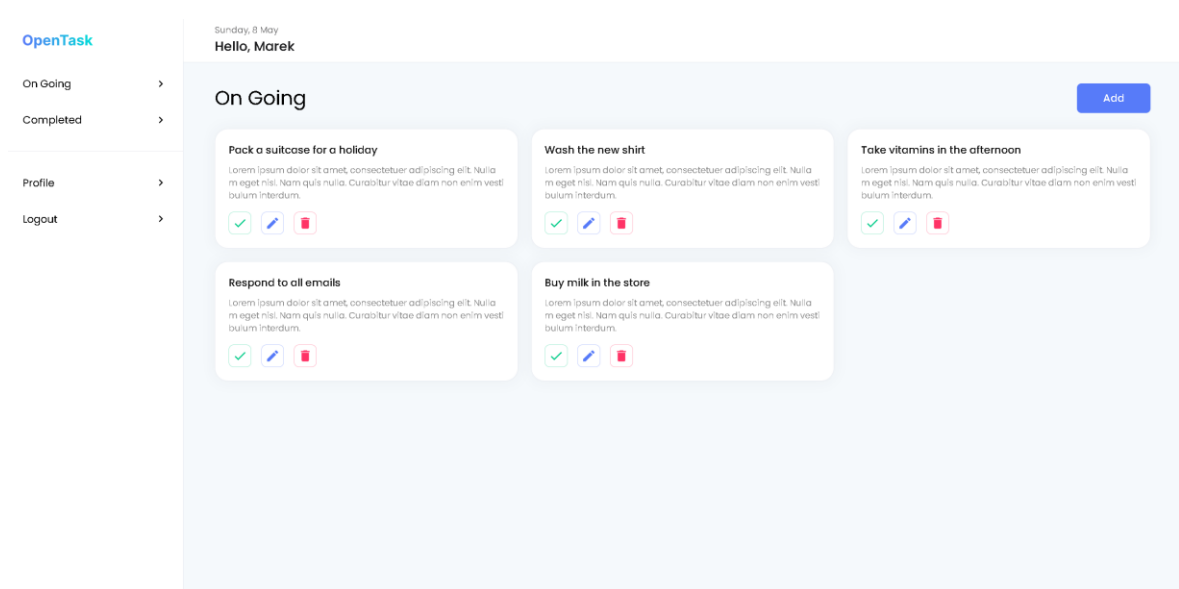 OpenTask
On Going
Completed
Profile
Logout
Sunday, 8 May
Hello, Marek
On Going
Add
Pack a suitcase for a holiday
Lorem ipsum dolor sit amet, consectetuer adipiscing elit. Nulla
m eget nisl. Nam quis nulla. Curabitur vitae diam non enim vesti
bulum interdum.
Wash the new shirt
Lorem ipsum dolor sit amet, consectetuer adipiscing elit. Nulla
m eget nisl. Nam quis nulla. Curabitur vitae diam non enim vesti
bulum interdum.
Take vitamins in the afternoon
Lorem ipsum dolor sit amet, consectetuer adipiscing elit. Nulla
m eget nisl. Nam quis nulla. Curabitur vitae diam non enim vesti
bulum interdum.
Respond to all emails
Lorem ipsum dolor sit amet, consectetuer adipiscing elit. Nulla
m eget nisl. Nam quis nulla. Curabitur vitae diam non enim vesti
bulum interdum.
Buy milk in the store
Lorem ipsum dolor sit amet, consectetuer adipiscing elit. Nulla
m eget nisl. Nam quis nulla. Curabitur vitae diam non enim vesti
bulum interdum.